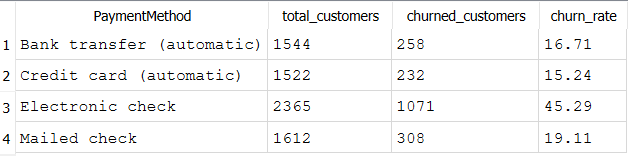 PaymentMethod total_customers churned_customers churn_rate
1 Bank transfer (automatic) 1544 258 16.71
2 Credit card (automatic) 1522 232 15.24
3 Electronic check 2365 1071 45.29
4 Mailed check 1612 308 19.11